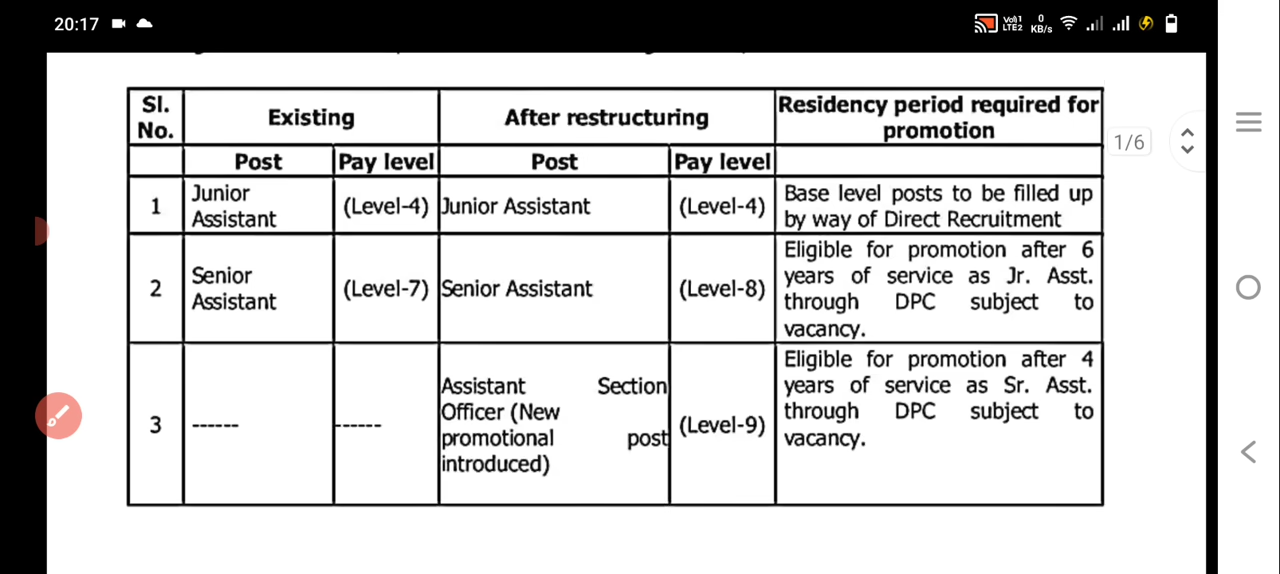 20:17
Vol) 1
LTE2
0
KB/s
Sl.
No.
Existing
After restructuring
Residency period required for
promotion
Post
Pay level
Post
Pay level
1
Junior
Assistant
(Level-4)
Junior Assistant
(Level-4)
Base level posts to be filled up
by way of Direct Recruitment
2
Senior
Assistant
(Level-7)
Senior Assistant
(Level-8)
Eligible for promotion after 6
years of service as Jr. Asst.
through DPC subject to
vacancy.
3
------
------
Assistant Section
Officer (New
promotional post
introduced)
(Level-9)
Eligible for promotion after 4
years of service as Sr. Asst.
through DPC subject to
vacancy.
1/6